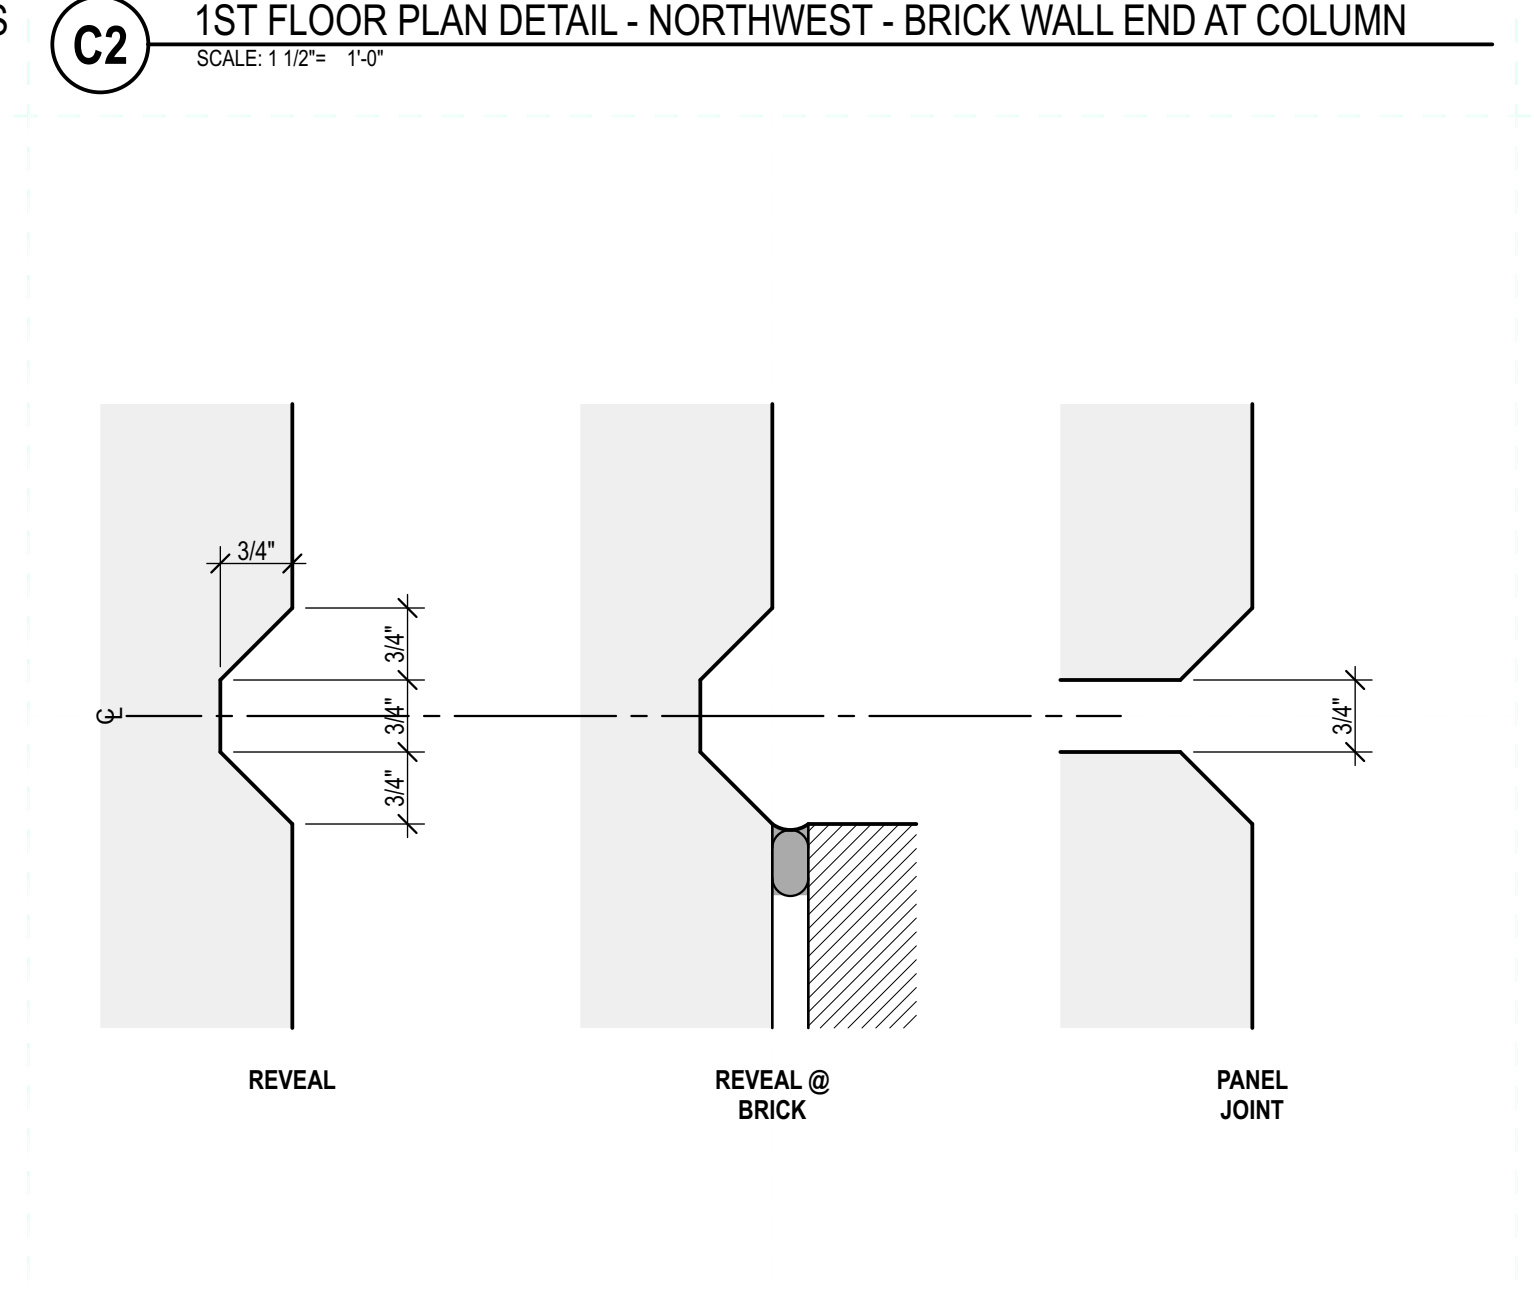 S
C2
1ST FLOOR PLAN DETAIL - NORTHWEST - BRICK WALL END AT COLUMN
SCALE: 1 1/2"= 1'-0"
3/4"
3/4"
3/4"
3/4"
CL
3/4"
REVEAL
REVEAL @
BRICK
PANEL
JOINT